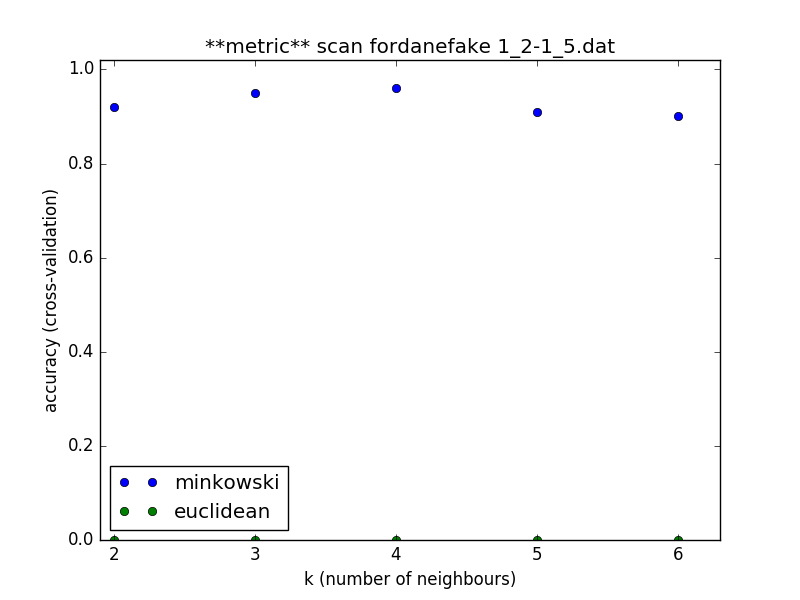 **metric** scan fordanefake 1_2-1_5.dat
1.0
0.8
0.6
0.4
0.2
0.0
accuracy (cross-validation)
minkowski
euclidean
2 3 4 5 6
k (number of neighbours)